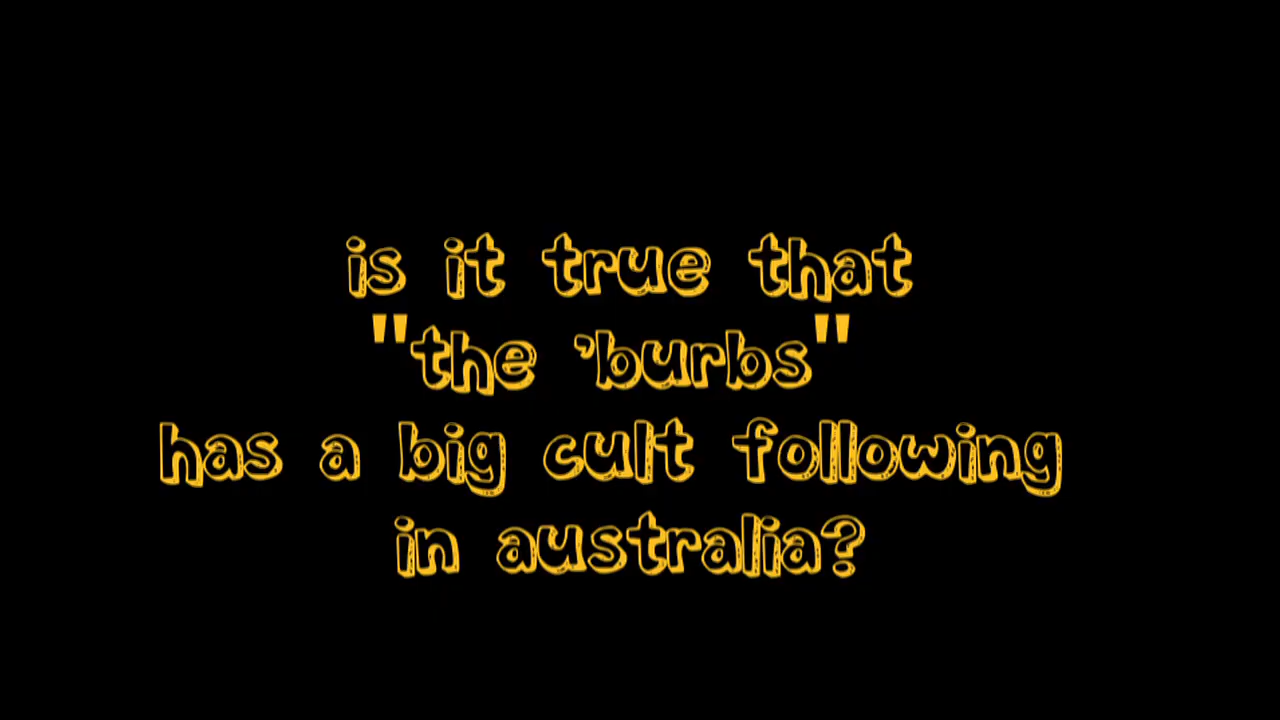 is it true that
"the 'burbs"
has a big cult following
in australia?